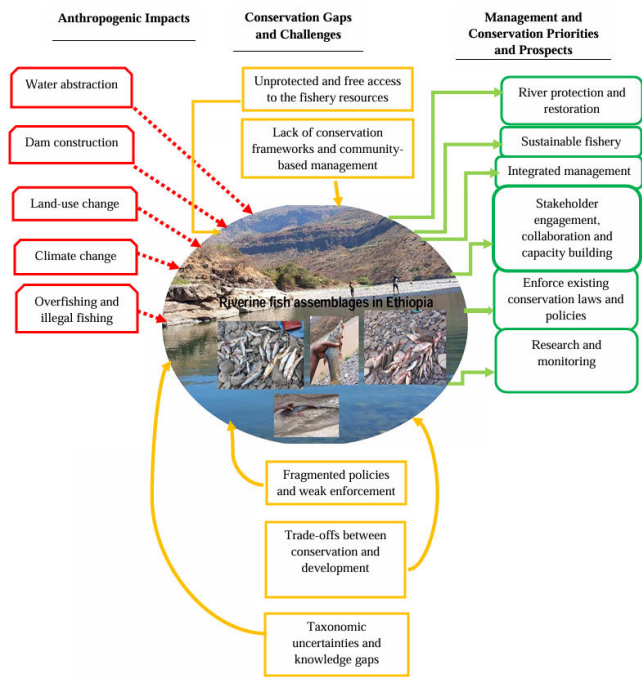 Anthropogenic Impacts
Conservation Gaps
and Challenges
Management and
Conservation Priorities
and Prospects
Water abstraction
Dam construction
Land-use change
Climate change
Overfishing and
illegal fishing
Unprotected and free access
to the fishery resources
Lack of conservation
frameworks and community-
based management
River protection and
restoration
Sustainable fishery
Integrated management
Stakeholder
engagement,
collaboration and
capacity building
Enforce existing
conservation laws and
policies
Research and
monitoring
Riverine fish assemblages in Ethiopia
Fragmented policies
and weak enforcement
Trade-offs between
conservation and
development
Taxonomic
uncertainties and
knowledge gaps